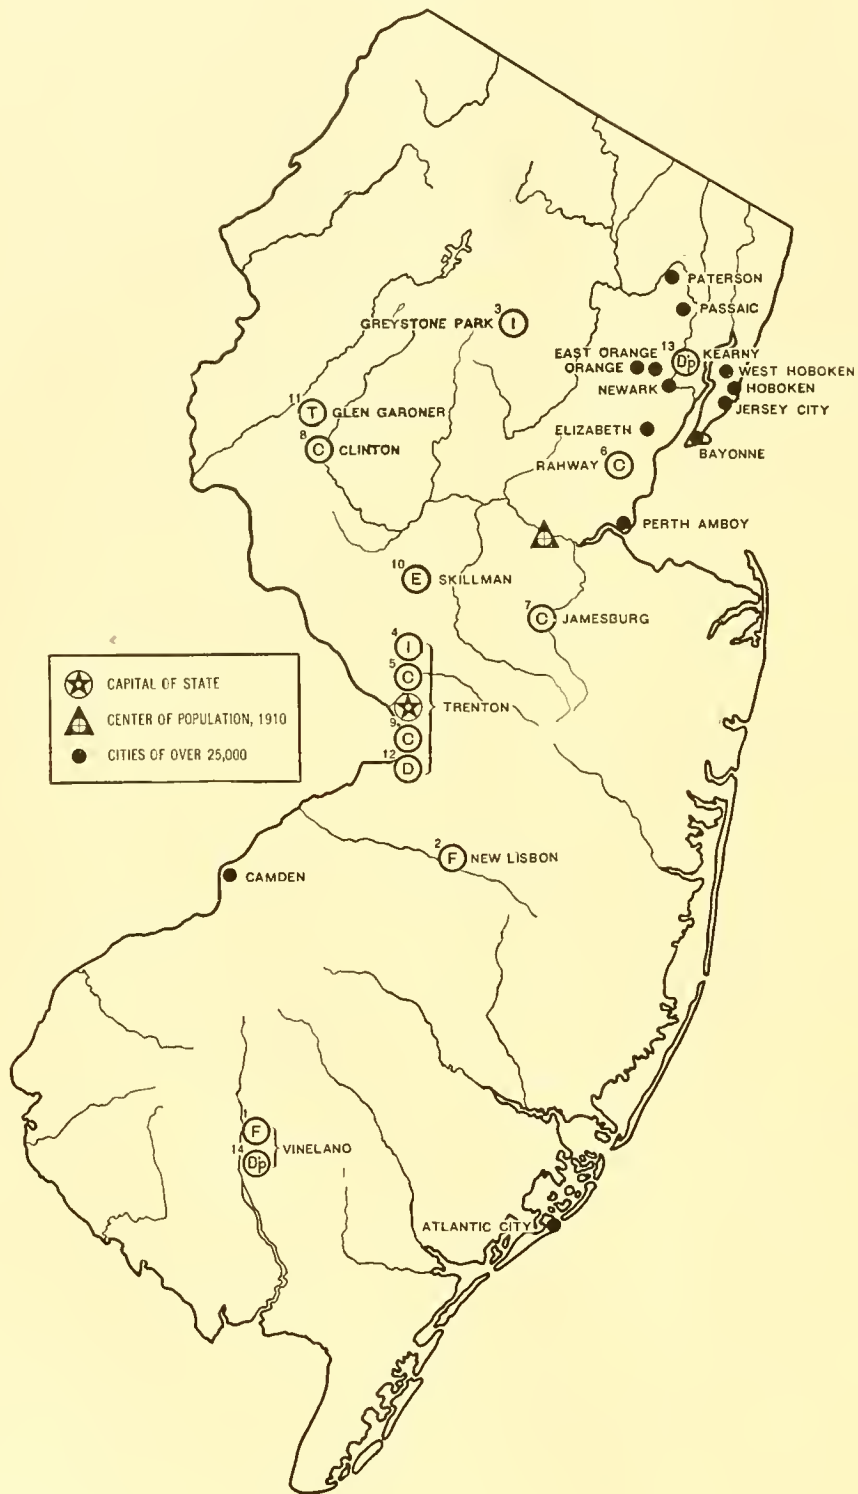 PATERSON
PASSAIC
3
GREYSTONE PARK I
13
EAST ORANGE D'p KEARNY
ORANGE WEST HOBOKEN
NEWARK HOBOKEN
JERSEY CITY
11
T GLEN GARDNER
8
C CLINTON
ELIZABETH
BAYONNE
6
RAHWAY C
PERTH AMBOY
10
E SKILLMAN
7
C JAMESBURG
4
I
5
C
TRENTON
9
C
12
D
CAPITAL OF STATE
CENTER OF POPULATION, 1910
CITIES OF OVER 25,000
2
F NEW LISBON
CAMDEN
1
F
VINELAND
14
D'p
ATLANTIC CITY